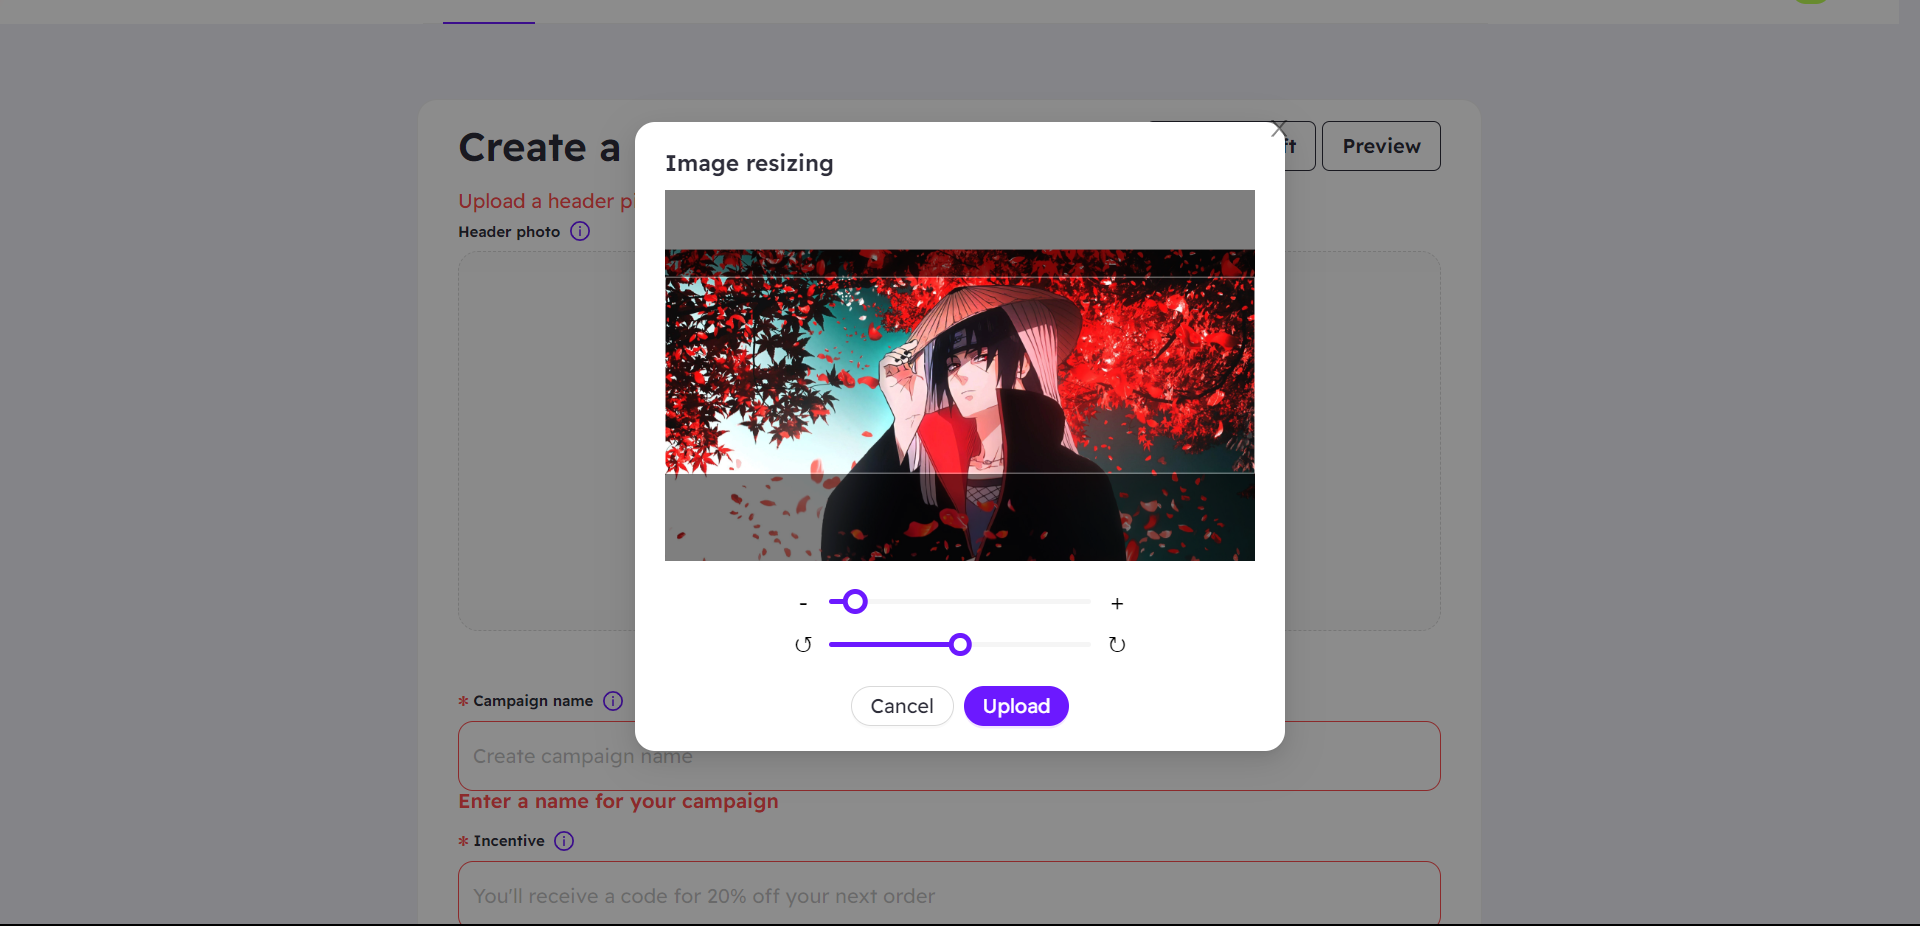 Create a
ft
Preview
Image resizing
Upload a header pi
Header photo
-
+
Cancel
Upload
* Campaign name
Create campaign name
Enter a name for your campaign
* Incentive
You'll receive a code for 20% off your next order